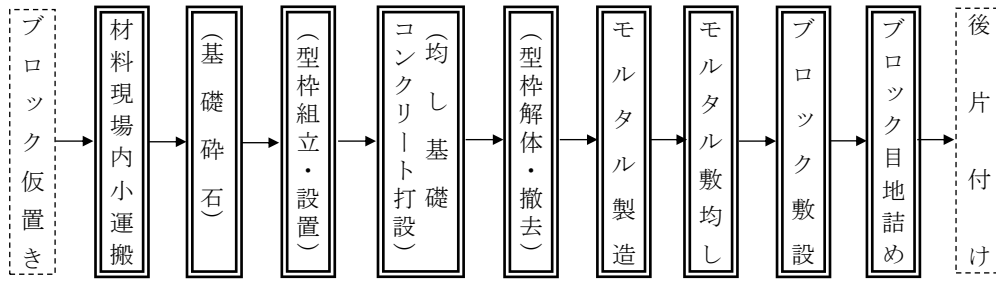 ブロック仮置き
材料現場内小運搬
（基礎砕石）
（型枠組立・設置）
（均し基礎
コンクリート打設）
（型枠解体・撤去）
モルタル製造
モルタル敷均し
ブロック敷設
ブロック目地詰め
後片付け